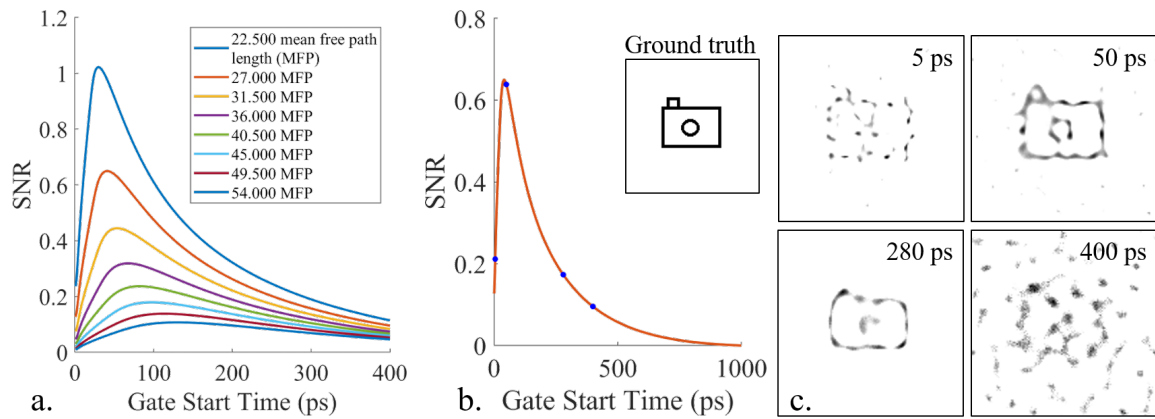 1.2
1
0.8
0.6
0.4
0.2
0
SNR
0
100
200
300
400
Gate Start Time (ps)
a.
22.500 mean free path
length (MFP)
27.000 MFP
31.500 MFP
36.000 MFP
40.500 MFP
45.000 MFP
49.500 MFP
54.000 MFP
0.8
0.6
0.4
0.2
0
SNR
0
500
1000
Gate Start Time (ps)
b.
Ground truth
5 ps
50 ps
280 ps
400 ps
c.